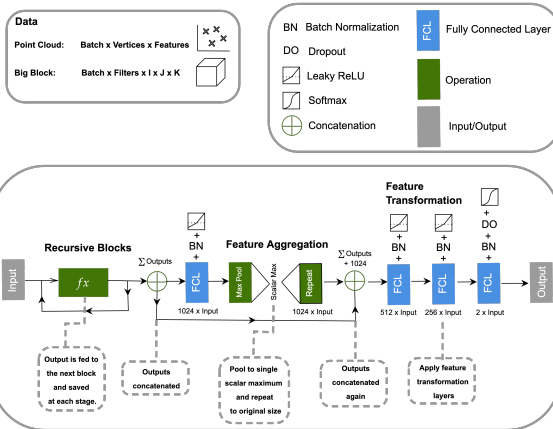 Data
Point Cloud: Batch x Vertices x Features
Big Block: Batch x Filters x I x J x K
BN Batch Normalization
DO Dropout
Leaky ReLU
Softmax
Concatenation
FCL Fully Connected Layer
Operation
Input/Output
Recursive Blocks
Feature Aggregation
Feature
Transformation
Input
fx
Σ Outputs
+
BN
+
FCL
1024 x Input
Max Pool
Scalar Max
Repeat
1024 x Input
Σ Outputs
+ 1024
+
BN
+
FCL
512 x Input
+
BN
+
FCL
256 x Input
+
DO
+
BN
+
FCL
2 x Input
Output
Output is fed to
the next block
and saved
at each stage.
Outputs
concatenated
Pool to single
scalar maximum
and repeat
to original size
Outputs
concatenated
again
Apply feature
transformation
layers